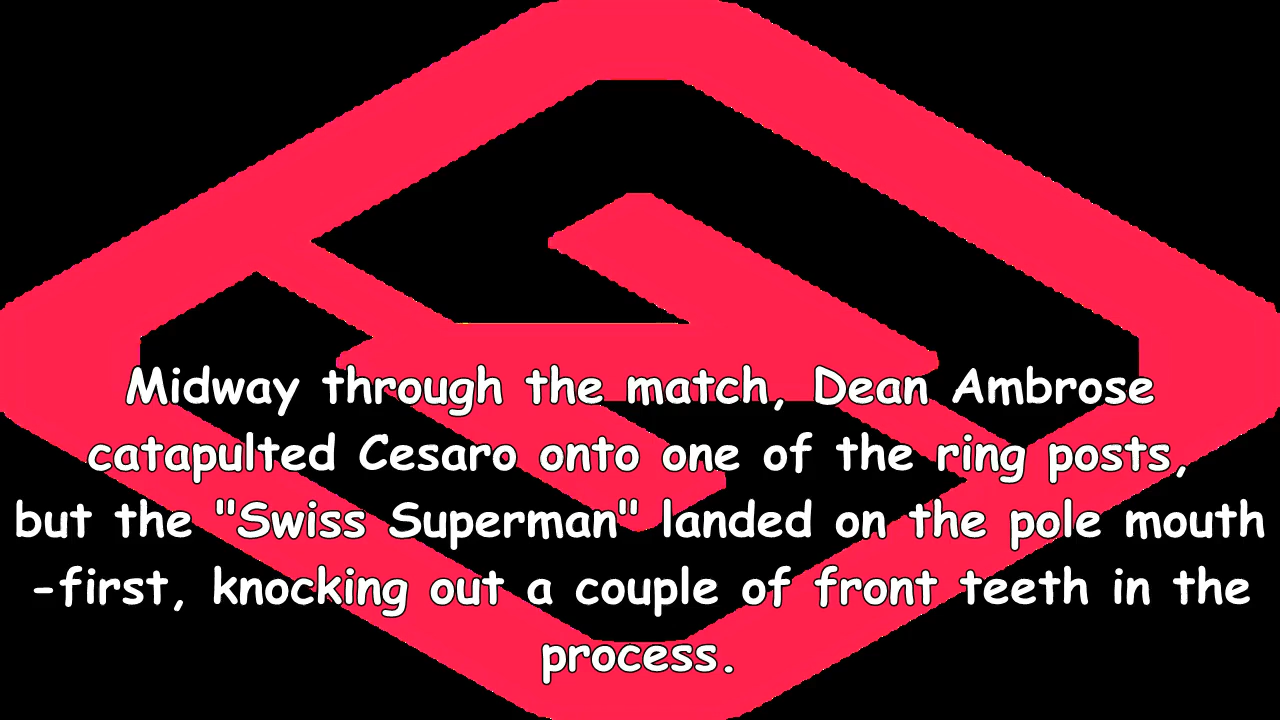 Midway through the match, Dean Ambrose
catapulted Cesaro onto one of the ring posts,
but the "Swiss Superman" landed on the pole mouth
-first, knocking out a couple of front teeth in the
process.